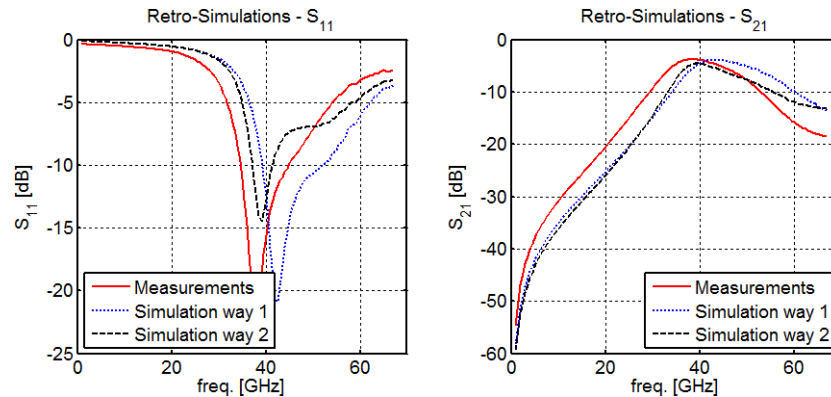 Retro-Simulations - S11
S11 [dB]
0
-5
-10
-15
-20
-25
0
20
40
60
freq. [GHz]
Measurements
Simulation way 1
Simulation way 2
Retro-Simulations - S21
S21 [dB]
0
-10
-20
-30
-40
-50
-60
0
20
40
60
freq. [GHz]
Measurements
Simulation way 1
Simulation way 2